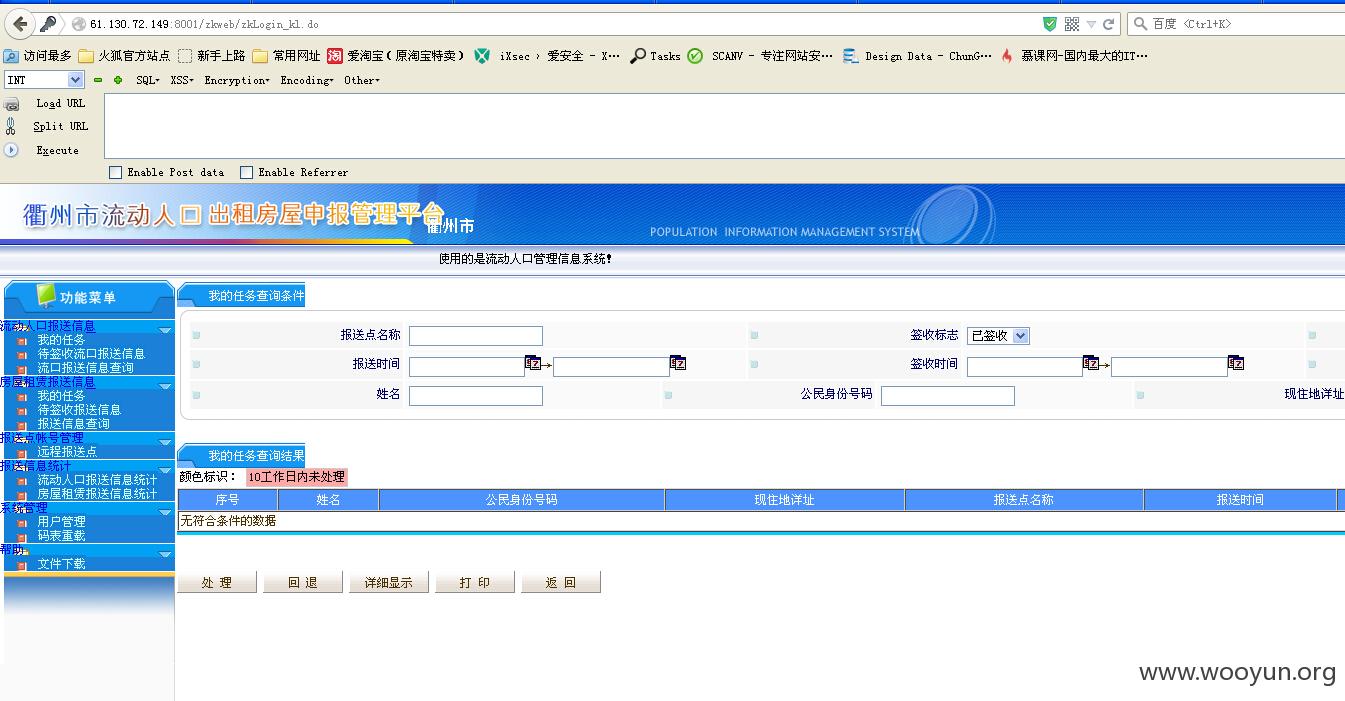 61.130.72.149:8001/zkweb/zkLogin_kl.do
百度 <Ctrl+K>
访问最多 火狐官方站点 新手上路 常用网址 爱淘宝（原淘宝特卖） iXsec › 爱安全 - X… Tasks SCANV - 专注网站安… Design Data - ChunG… 慕课网-国内最大的IT…
INT SQL XSS Encryption Encoding Other
Load URL
Split URL
Execute
Enable Post data Enable Referrer
衢州市流动人口 出租房屋申报管理平台
衢州市
POPULATION INFORMATION MANAGEMENT SYSTEM
使用的是流动人口管理信息系统!
功能菜单
流动人口报送信息
我的任务
待签收流口报送信息
流口报送信息查询
房屋租赁报送信息
我的任务
待签收报送信息
报送信息查询
报送点帐号管理
远程报送点
报送信息统计
流动人口报送信息统计
房屋租赁报送信息统计
系统管理
用户管理
码表重载
帮助
文件下载
我的任务查询条件
报送点名称 签收标志 已签收
报送时间 → 签收时间 →
姓名 公民身份号码 现住地详址
我的任务查询结果
颜色标识： 10工作日内未处理
序号 姓名 公民身份号码 现住地详址 报送点名称 报送时间
无符合条件的数据
处 理 回 退 详细显示 打 印 返 回
www.wooyun.org